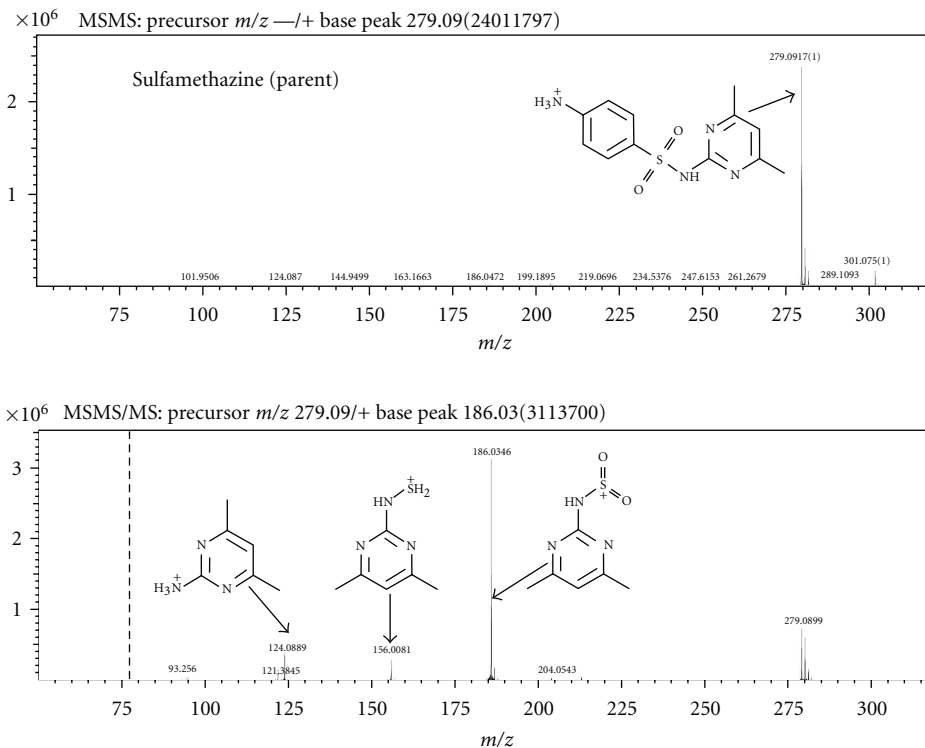 ×10⁶ MSMS: precursor m/z —/+ base peak 279.09(24011797)
Sulfamethazine (parent)
279.0917(1)
2
1
H₃N⁺
O
S
O
NH
N
N
101.9506 124.087 144.9499 163.1663 186.0472 199.1895 219.0696 234.5376 247.6153 261.2679 289.1093 301.075(1)
75 100 125 150 175 200 225 250 275 300
m/z
×10⁶ MSMS/MS: precursor m/z 279.09/+ base peak 186.03(3113700)
3
2
1
186.0346
N
N
H₃N⁺
124.0889
HN
SH₂⁺
N
N
156.0081
O
S⁺
O
HN
N
N
93.256 121.3845 204.0543 279.0899
75 100 125 150 175 200 225 250 275 300
m/z